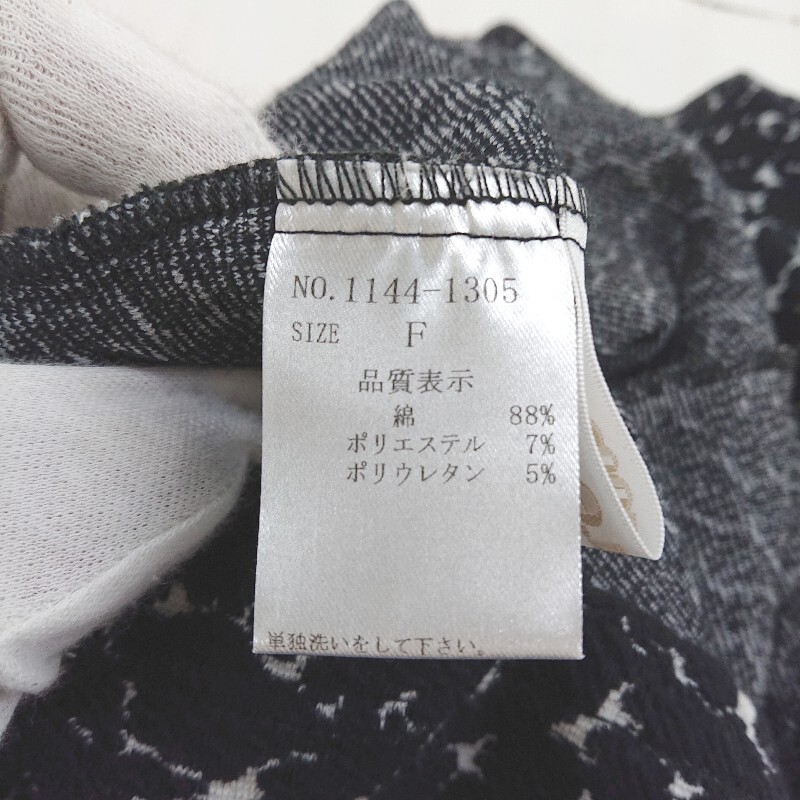 NO.1144-1305
SIZE F
品質表示
綿 88%
ポリエステル 7%
ポリウレタン 5%
単独洗いをして下さい。